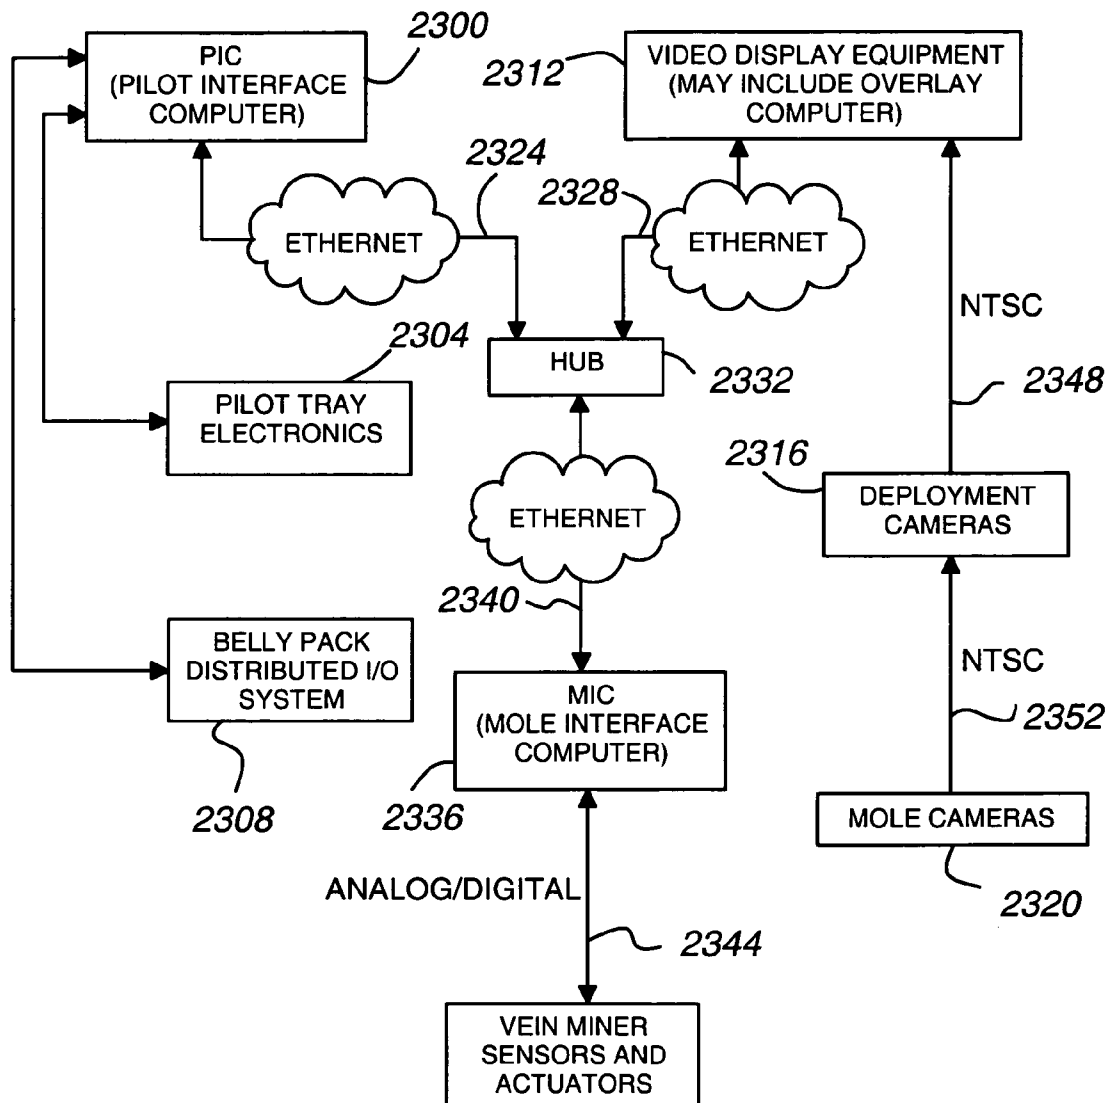 2300
PIC
(PILOT INTERFACE
COMPUTER)
2312
VIDEO DISPLAY EQUIPMENT
(MAY INCLUDE OVERLAY
COMPUTER)
2324
2328
ETHERNET
ETHERNET
NTSC
2304
HUB
2332
2348
PILOT TRAY
ELECTRONICS
2316
DEPLOYMENT
CAMERAS
ETHERNET
2340
BELLY PACK
DISTRIBUTED I/O
SYSTEM
NTSC
MIC
(MOLE INTERFACE
COMPUTER)
2352
2308
2336
MOLE CAMERAS
ANALOG/DIGITAL
2320
2344
VEIN MINER
SENSORS AND
ACTUATORS